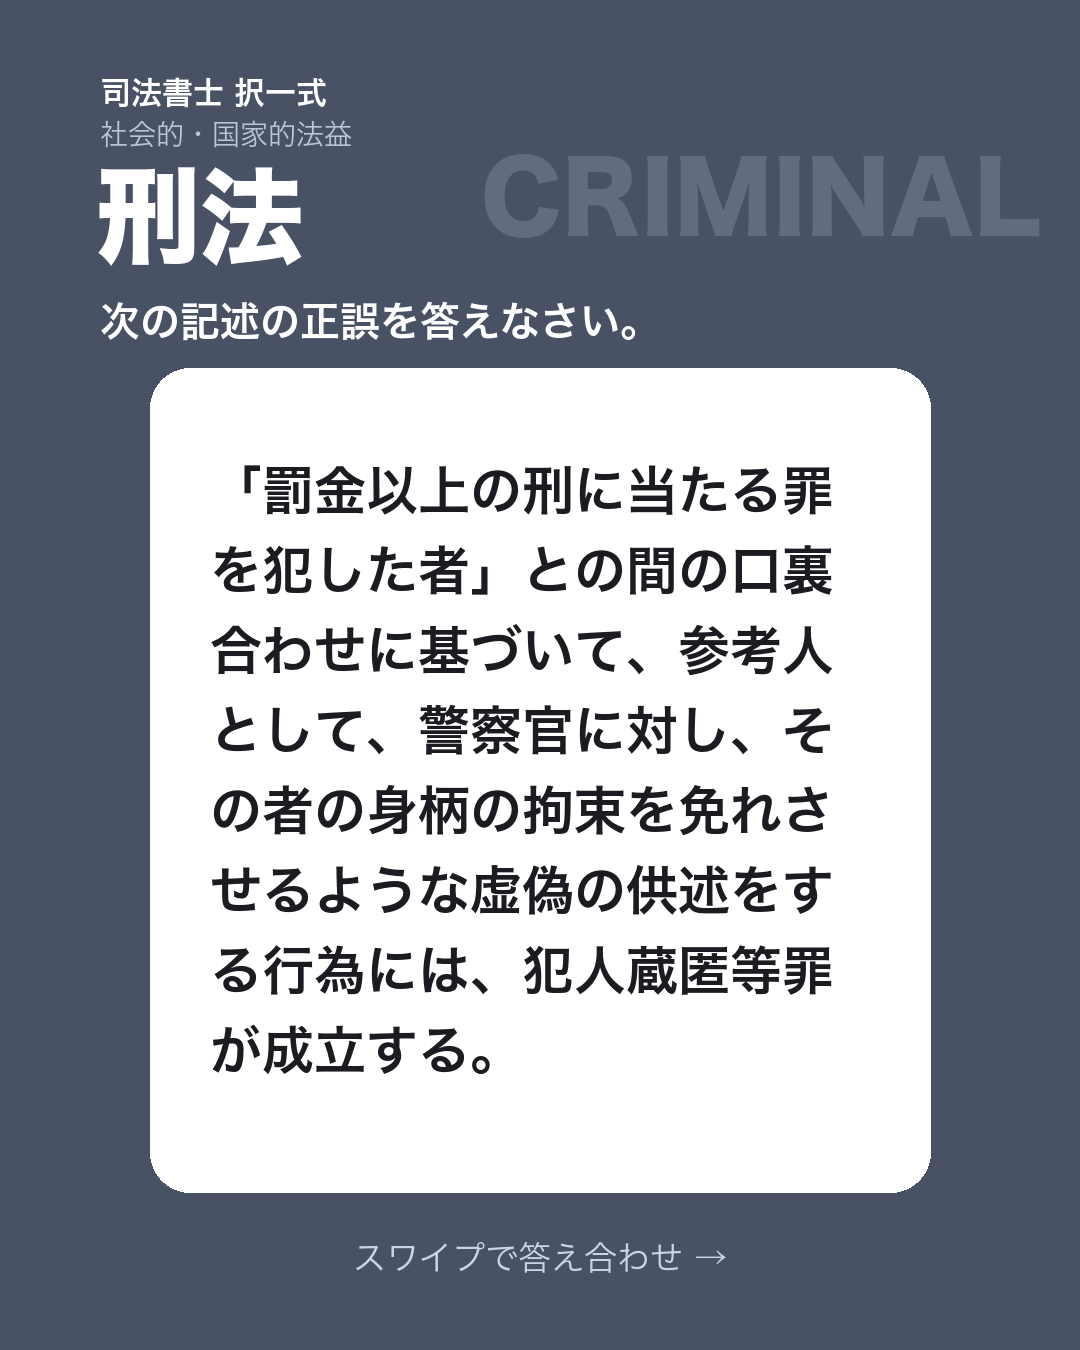 司法書士 択一式
社会的・国家的法益
刑法
CRIMINAL
次の記述の正誤を答えなさい。
「罰金以上の刑に当たる罪
を犯した者」との間の口裏
合わせに基づいて、参考人
として、警察官に対し、そ
の者の身柄の拘束を免れさ
せるような虚偽の供述をす
る行為には、犯人蔵匿等罪
が成立する。
スワイプで答え合わせ →